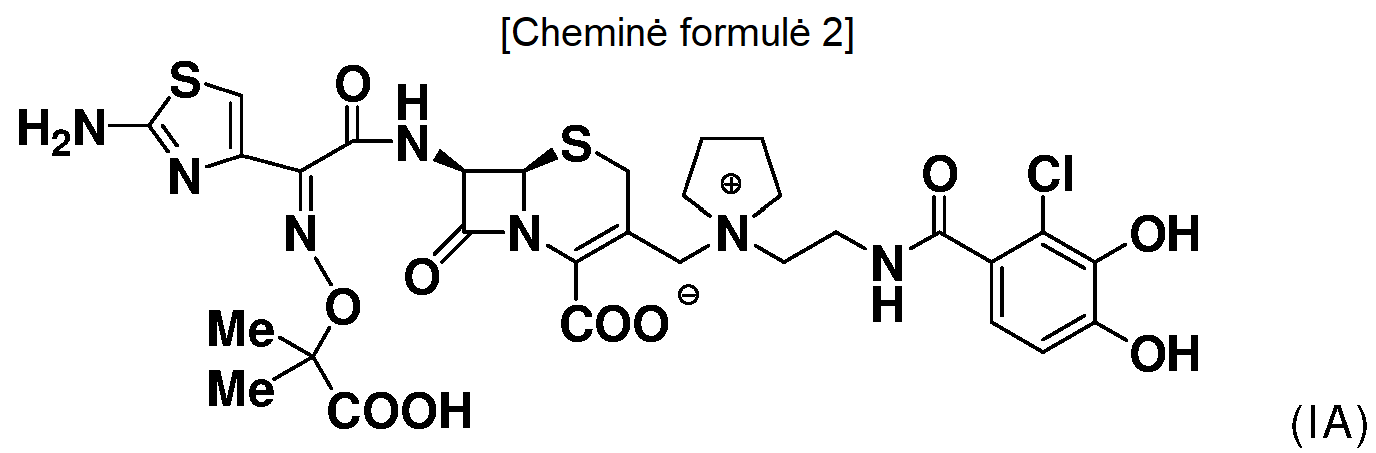 [Cheminė formulė 2]
S
O
H
H₂N
N
N
S
O
Cl
N
O
N
N
⊕
N
H
OH
OH
O
COO
⊖
Me
Me
COOH
(IA)